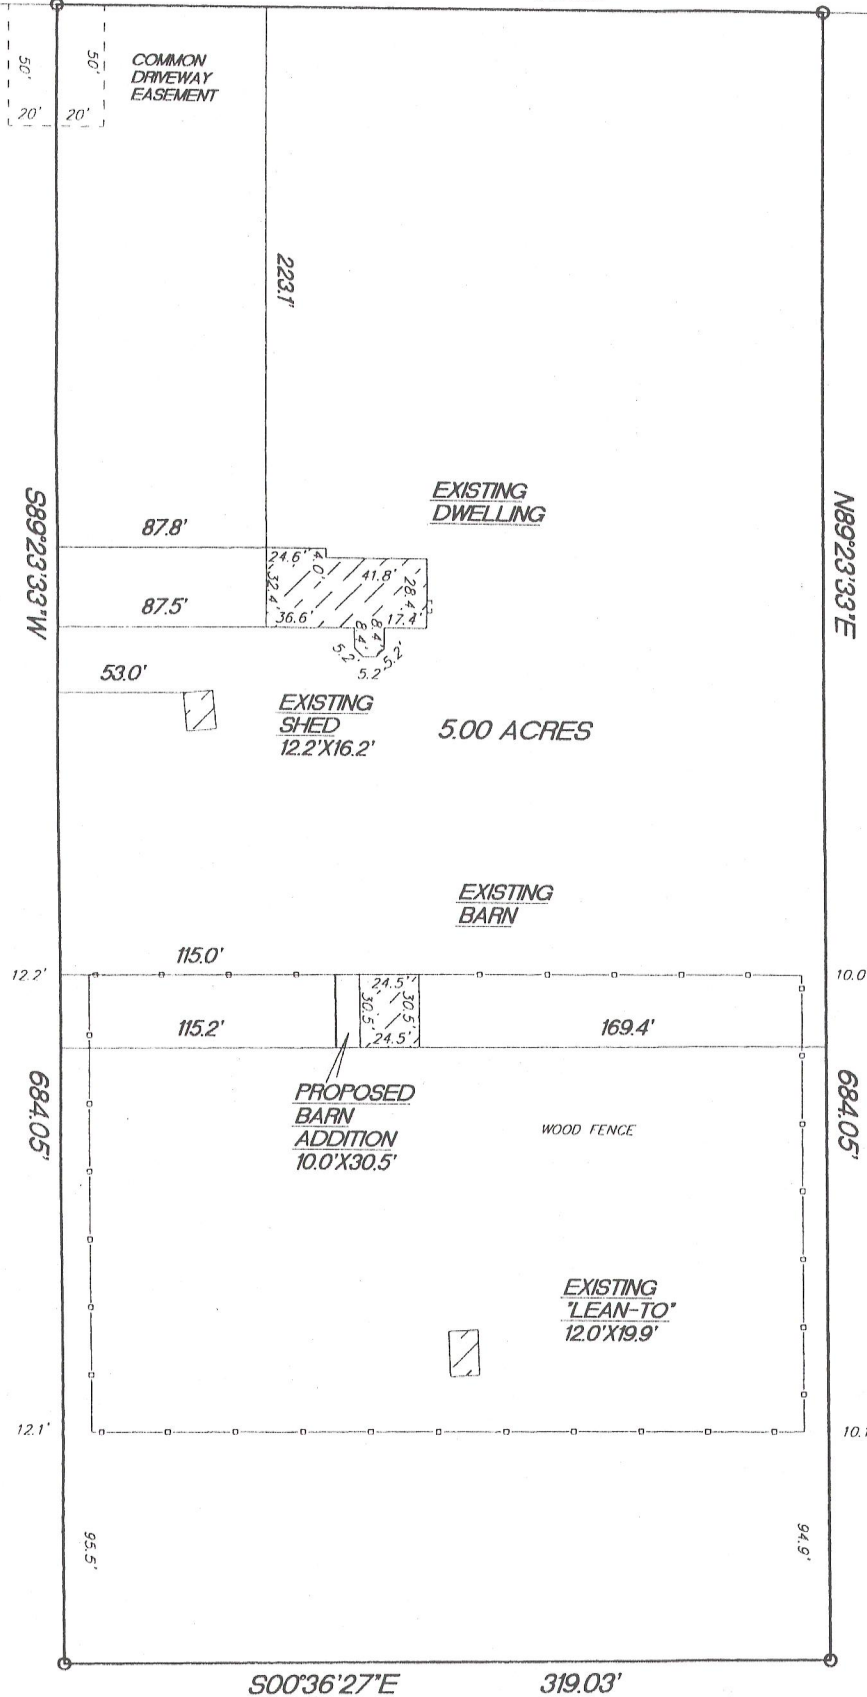 50'
50'
COMMON
DRIVEWAY
EASEMENT
20'
20'
223.1'
EXISTING
DWELLING
S89°23'33"W
N89°23'33"E
87.8'
24.6'
4.0'
41.8'
32.4'
28.4'
87.5'
36.6'
17.4'
8.4'
8.4'
5.2'
5.2'
5.2'
53.0'
EXISTING
SHED
12.2'X16.2'
5.00 ACRES
EXISTING
BARN
115.0'
12.2'
10.0
24.5'
30.5'
30.5'
115.2'
24.5'
169.4'
684.05'
684.05'
PROPOSED
BARN
ADDITION
10.0'X30.5'
WOOD FENCE
EXISTING
"LEAN-TO"
12.0'X19.9'
12.1'
10.1
95.5'
94.9'
S00°36'27"E
319.03'